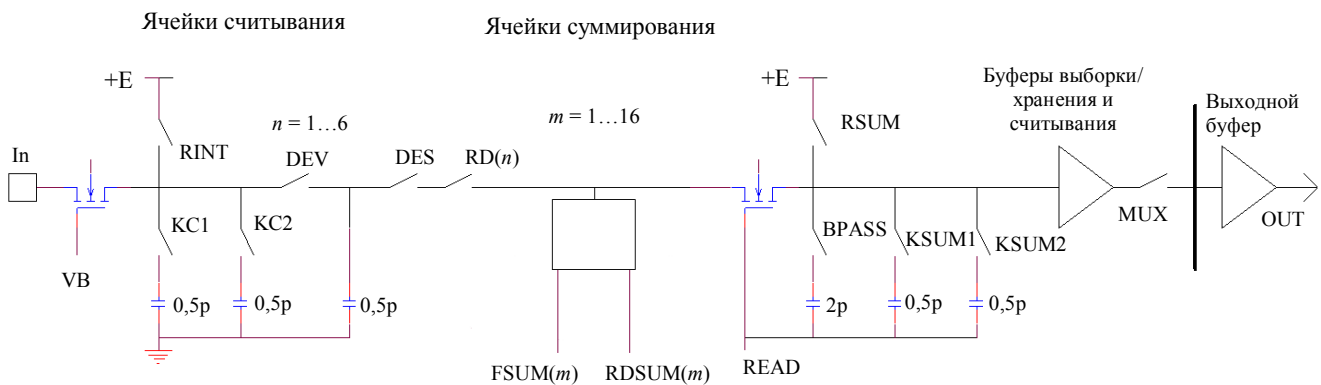 Ячейки считывания
Ячейки суммирования
+E
+E
Буферы выборки/
хранения и
считывания
Выходной
буфер
n = 1…6
m = 1…16
In
RINT
DEV
DES
RD(n)
RSUM
KC1
KC2
BPASS
KSUM1
KSUM2
MUX
OUT
VB
0,5p
0,5p
0,5p
2p
0,5p
0,5p
FSUM(m)
RDSUM(m)
READ